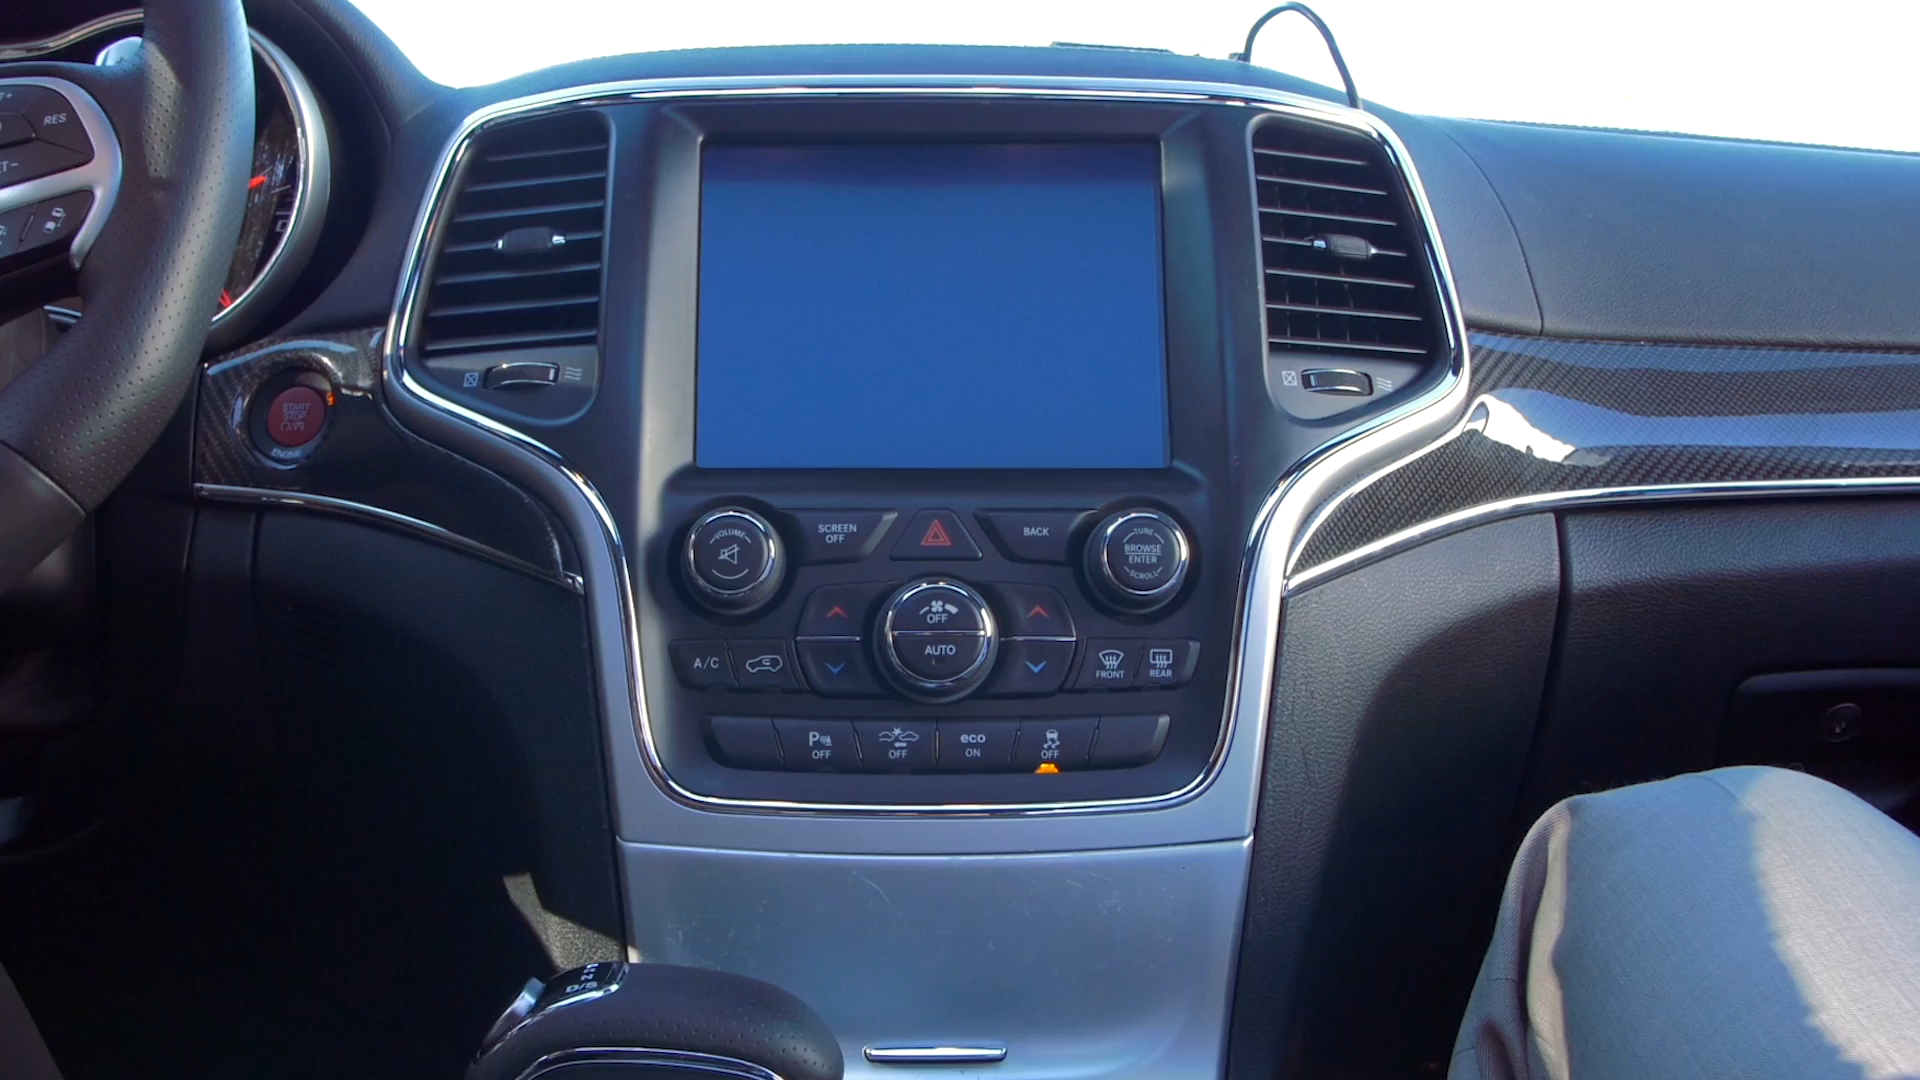 RES
START
STOP
ENGINE
VOLUME
SCREEN
OFF
BACK
TUNE
BROWSE
ENTER
SCROLL
OFF
AUTO
A/C
FRONT
REAR
P
OFF
OFF
eco
ON
OFF
D/S